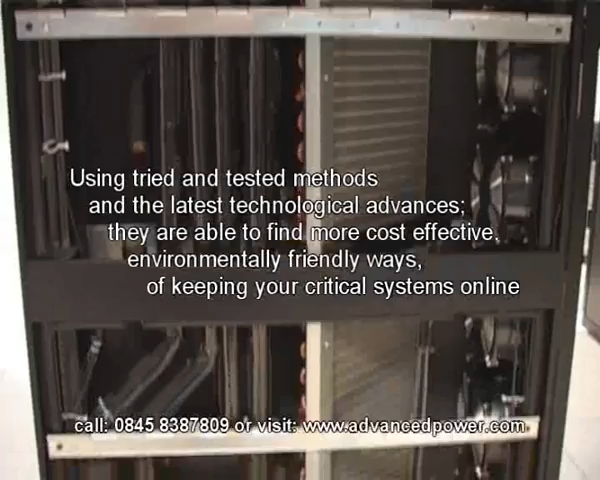 Using tried and tested methods
and the latest technological advances;
they are able to find more cost effective,
environmentally friendly ways,
of keeping your critical systems online
call: 0845 8387809 or visit: www.advancedpower.com